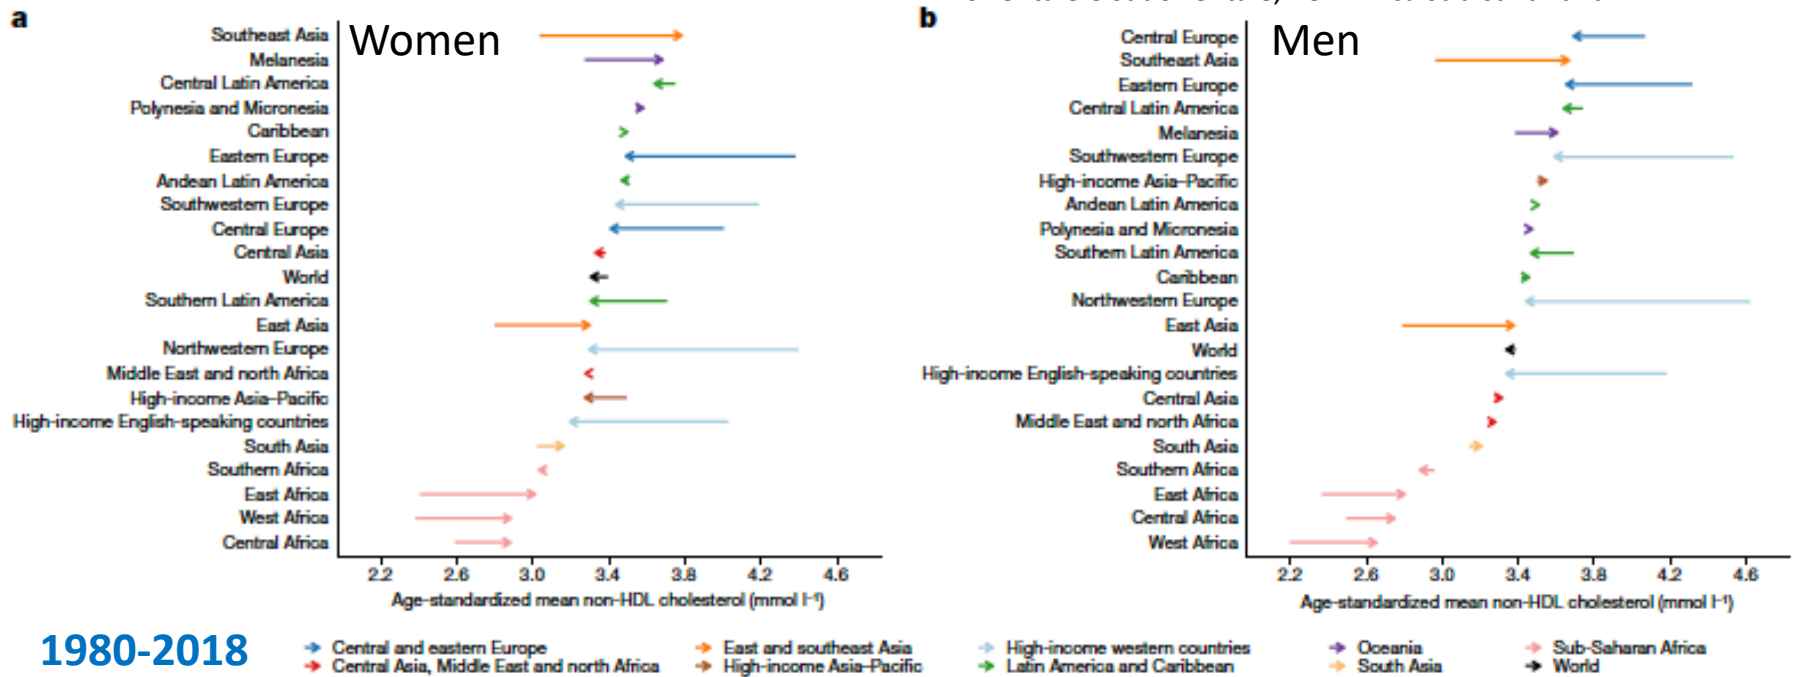 a
Women
Southeast Asia
Melanesia
Central Latin America
Polynesia and Micronesia
Caribbean
Eastern Europe
Andean Latin America
Southwestern Europe
Central Europe
Central Asia
World
Southern Latin America
East Asia
Northwestern Europe
Middle East and north Africa
High-income Asia–Pacific
High-income English-speaking countries
South Asia
Southern Africa
East Africa
West Africa
Central Africa
2.2 2.6 3.0 3.4 3.8 4.2 4.6
Age-standardized mean non-HDL cholesterol (mmol l⁻¹)
b
Men
Central Europe
Southeast Asia
Eastern Europe
Central Latin America
Melanesia
Southwestern Europe
High-income Asia–Pacific
Andean Latin America
Polynesia and Micronesia
Southern Latin America
Caribbean
Northwestern Europe
East Asia
World
High-income English-speaking countries
Central Asia
Middle East and north Africa
South Asia
Southern Africa
East Africa
Central Africa
West Africa
2.2 2.6 3.0 3.4 3.8 4.2 4.6
Age-standardized mean non-HDL cholesterol (mmol l⁻¹)
1980-2018
Central and eastern Europe East and southeast Asia High-income western countries Oceania Sub-Saharan Africa
Central Asia, Middle East and north Africa High-income Asia–Pacific Latin America and Caribbean South Asia World